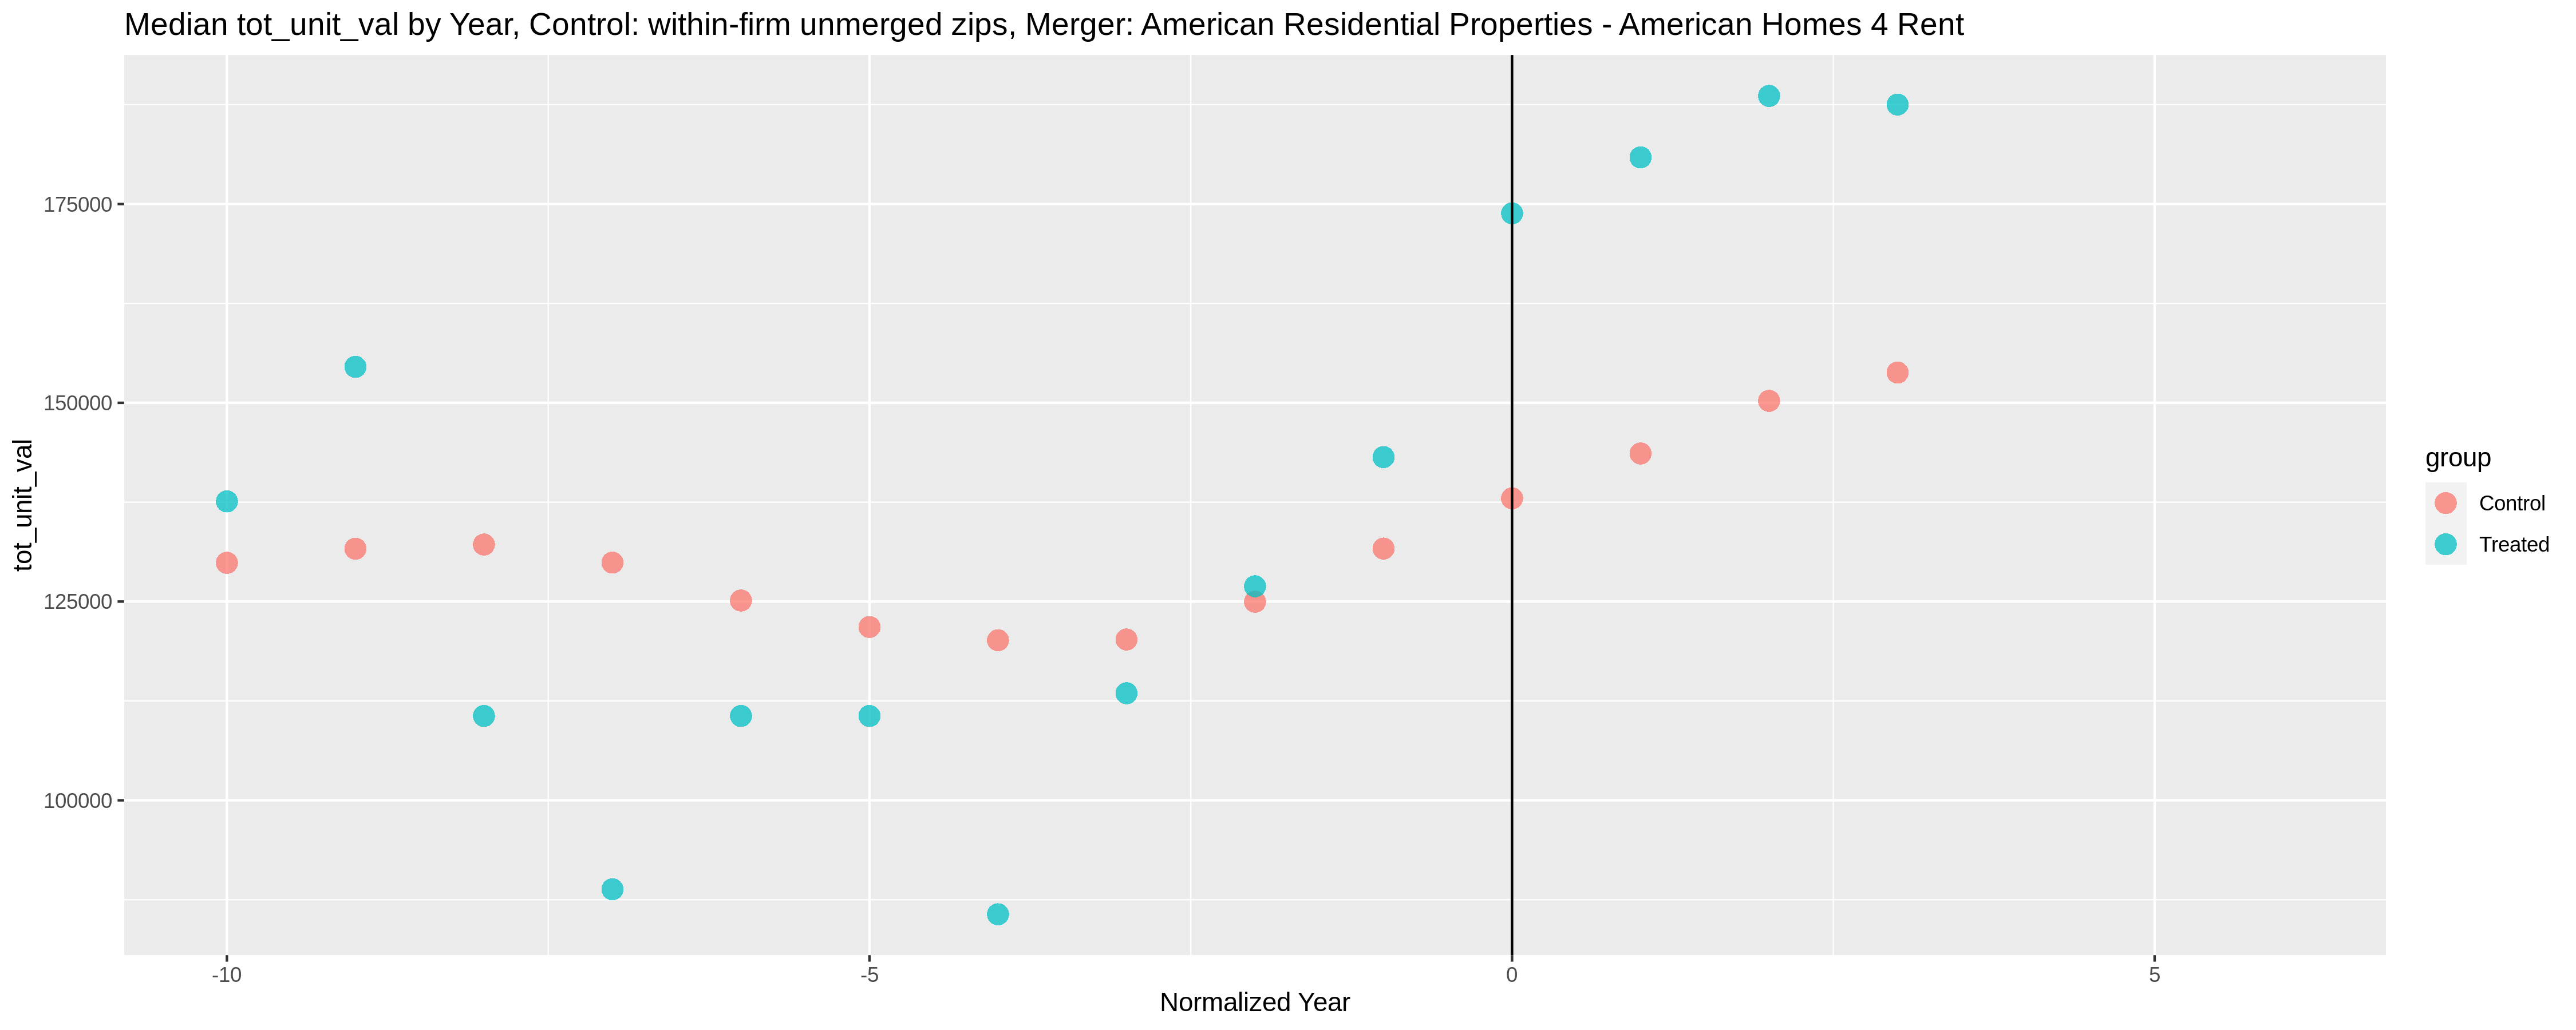 Median tot_unit_val by Year, Control: within-firm unmerged zips, Merger: American Residential Properties - American Homes 4 Rent
tot_unit_val
175000
150000
125000
100000
-10
-5
0
5
Normalized Year
group
Control
Treated